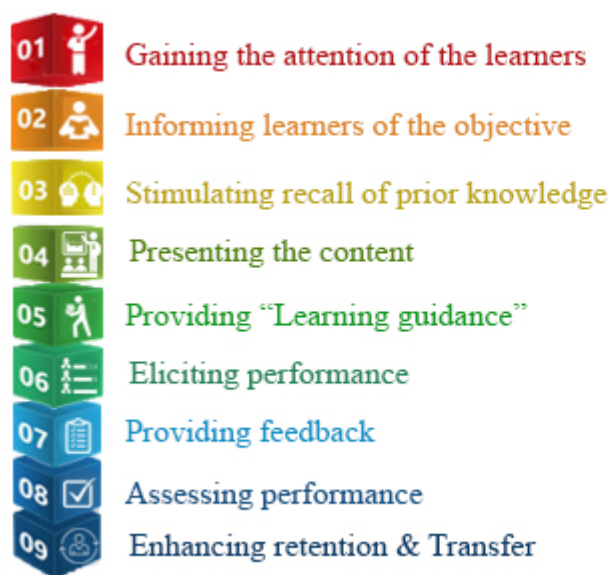 01 Gaining the attention of the learners
02 Informing learners of the objective
03 Stimulating recall of prior knowledge
04 Presenting the content
05 Providing “Learning guidance”
06 Eliciting performance
07 Providing feedback
08 Assessing performance
09 Enhancing retention & Transfer